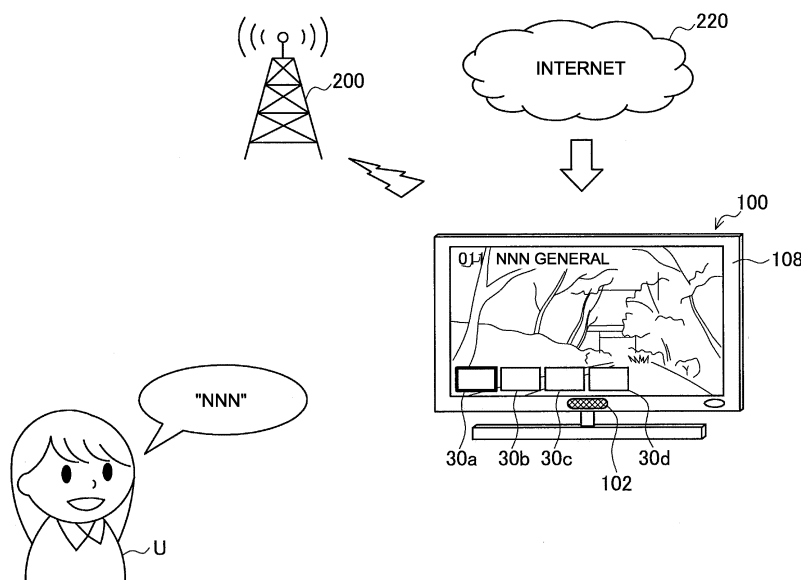 220
INTERNET
200
100
108
011 NNN GENERAL
"NNN"
30a 30b 30c 30d
102
U